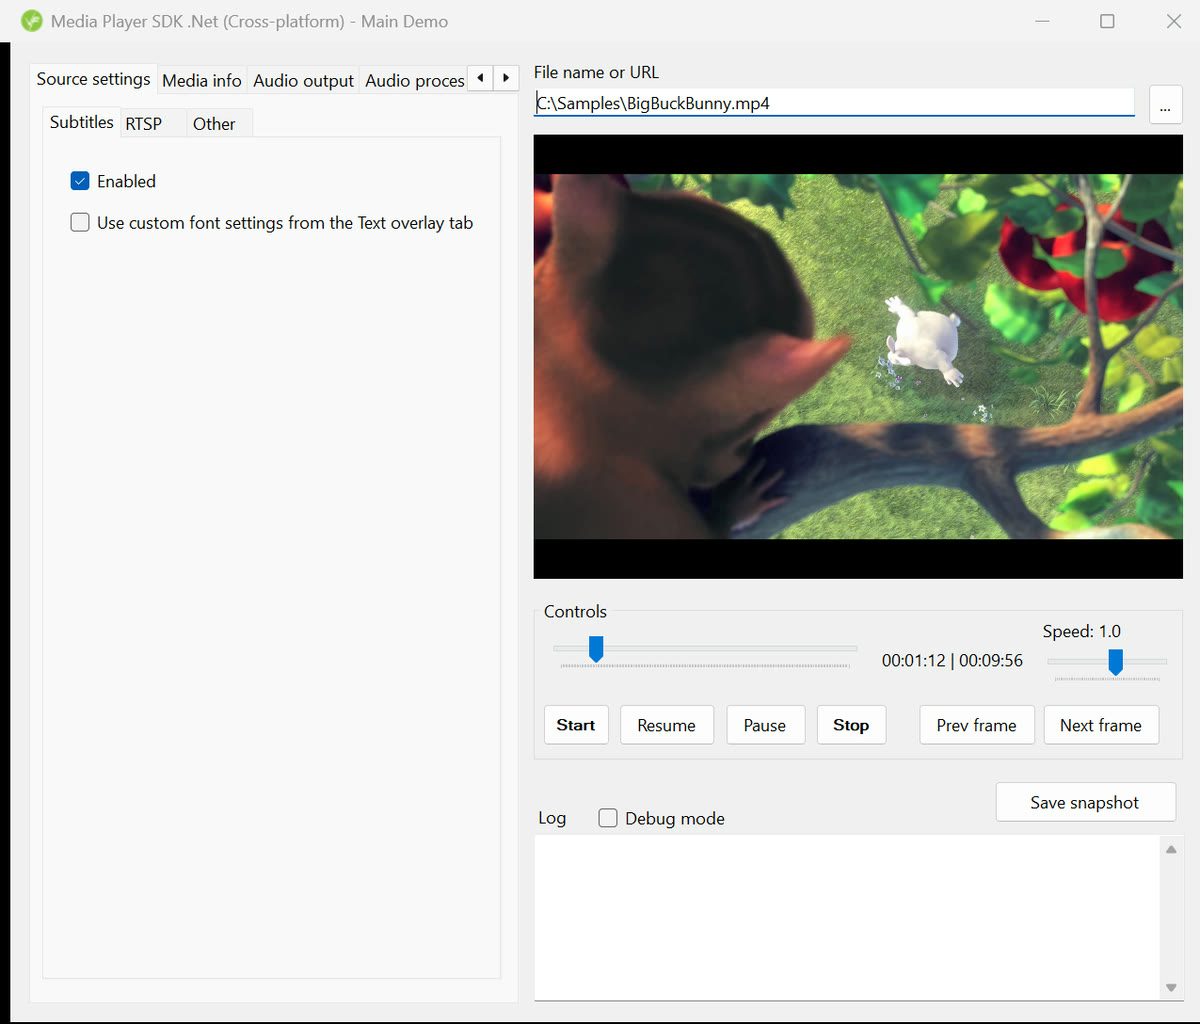 Media Player SDK .Net (Cross-platform) - Main Demo
Source settings Media info Audio output Audio proces
Subtitles RTSP Other
Enabled
Use custom font settings from the Text overlay tab
File name or URL
C:\Samples\BigBuckBunny.mp4
...
Controls
Speed: 1.0
00:01:12 | 00:09:56
Start Resume Pause Stop Prev frame Next frame
Save snapshot
Log Debug mode